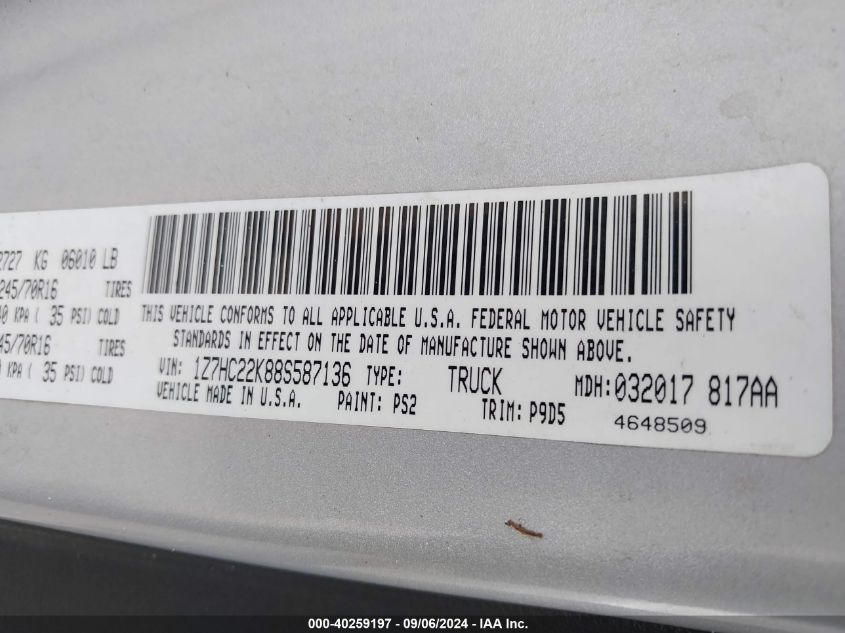 2727 KG 06010 LB
245/70R16 TIRES
40 KPA ( 35 PSI) COLD
45/70R16 TIRES
0 KPA ( 35 PSI) COLD
THIS VEHICLE CONFORMS TO ALL APPLICABLE U.S.A. FEDERAL MOTOR VEHICLE SAFETY
STANDARDS IN EFFECT ON THE DATE OF MANUFACTURE SHOWN ABOVE.
VIN: 1Z7HC22K88S587136 TYPE: TRUCK MDH:032017 817AA
VEHICLE MADE IN U.S.A. PAINT: PS2 TRIM: P9D5 4648509
000-40259197 - 09/06/2024 - IAA Inc.